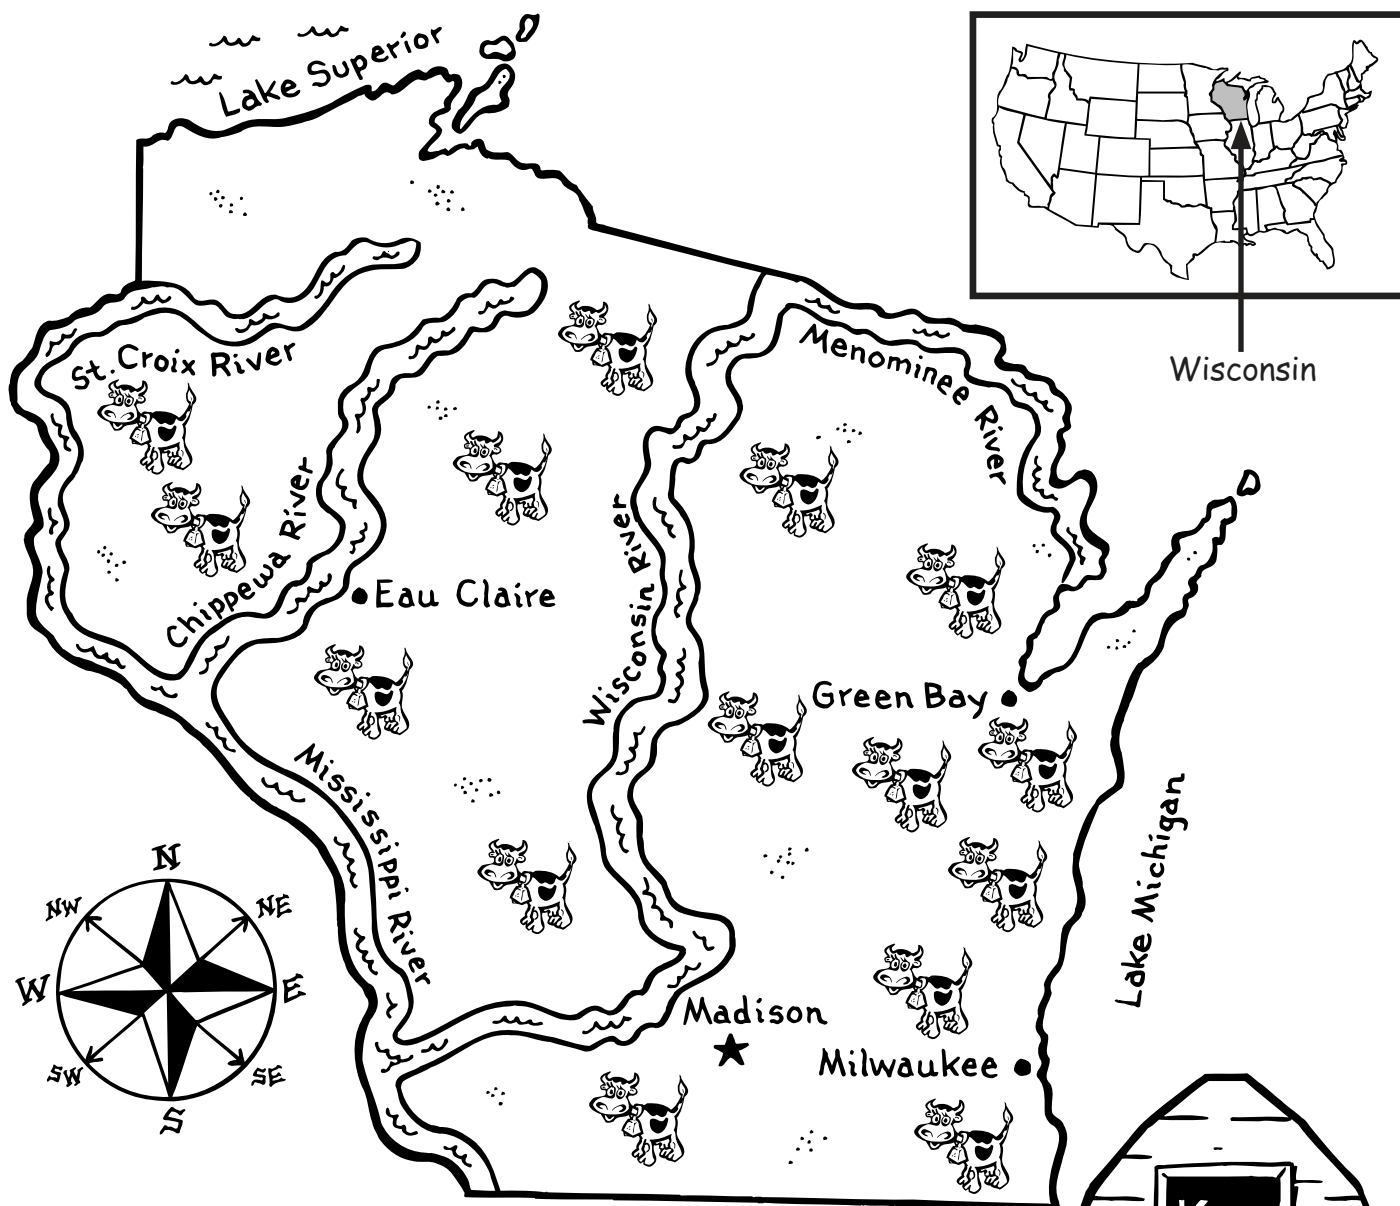 Lake Superior
Wisconsin
St. Croix River
Menominee River
Chippewa River
Wisconsin River
Eau Claire
Green Bay
Mississippi River
Lake Michigan
N
NW
NE
W
E
SW
SE
S
Madison
Milwaukee